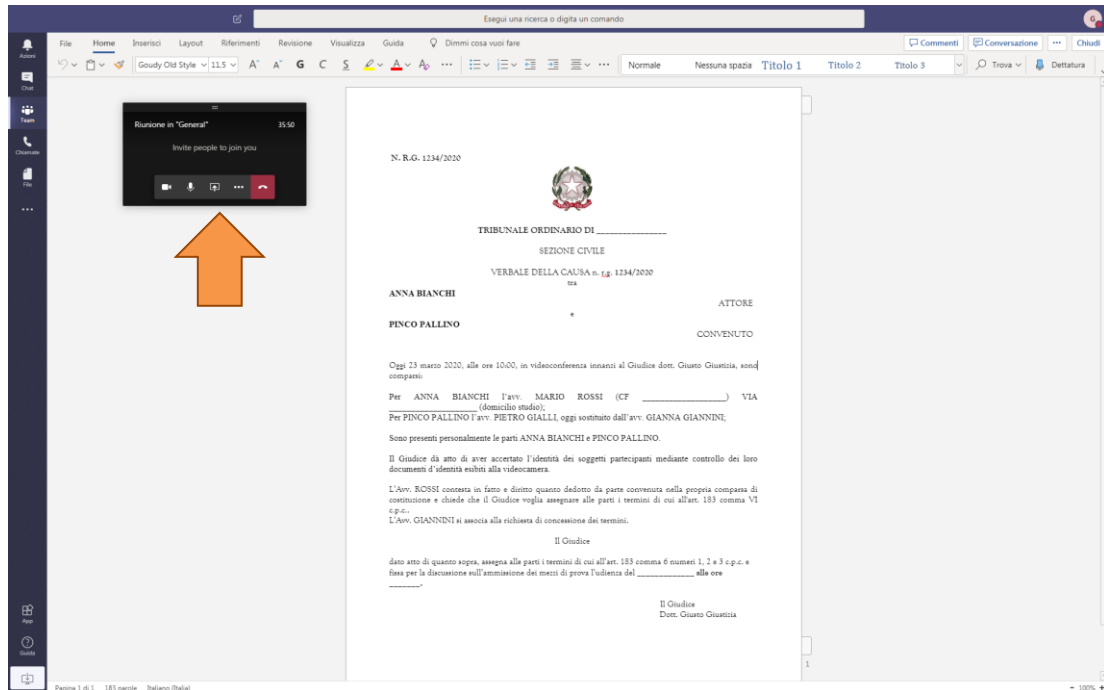 Esegui una ricerca o digita un comando
G
File Home Inserisci Layout Riferimenti Revisione Visualizza Guida Dimmi cosa vuoi fare Commenti Conversazione Chiudi
Goudy Old Style 11.5 A A G C S A Normale Nessuna spazia Titolo 1 Titolo 2 Titolo 3 Trova Dettatura
Azioni
Chat
Team
Chiamate
File
Riunione in "General" 35:50
Invite people to join you
N. R.G. 1234/2020
TRIBUNALE ORDINARIO DI ________________
SEZIONE CIVILE
VERBALE DELLA CAUSA n. r.g. 1234/2020
tra
ANNA BIANCHI
ATTORE
e
PINCO PALLINO
CONVENUTO
Oggi 23 marzo 2020, alle ore 10:00, in videoconferenza innanzi al Giudice dott. Giusto Giustizia, sono
comparsi:
Per ANNA BIANCHI l'avv. MARIO ROSSI (CF ___________________) VIA
____________________ (domicilio studio);
Per PINCO PALLINO l'avv. PIETRO GIALLI, oggi sostituito dall'avv. GIANNA GIANNINI;
Sono presenti personalmente le parti ANNA BIANCHI e PINCO PALLINO.
Il Giudice dà atto di aver accertato l'identità dei soggetti partecipanti mediante controllo dei loro
documenti d'identità esibiti alla videocamera.
L'Avv. ROSSI contesta in fatto e diritto quanto dedotto da parte convenuta nella propria comparsa di
costituzione e chiede che il Giudice voglia assegnare alle parti i termini di cui all'art. 183 comma VI
c.p.c..
L'Avv. GIANNINI si associa alla richiesta di concessione dei termini.
Il Giudice
dato atto di quanto sopra, assegna alle parti i termini di cui all'art. 183 comma 6 numeri 1, 2 e 3 c.p.c. e
fissa per la discussione sull'ammissione dei mezzi di prova l'udienza del _____________ alle ore
_______.
Il Giudice
Dott. Giusto Giustizia
1
App
Guida
Pagina 1 di 1 183 parole Italiano (Italia) - 100% +